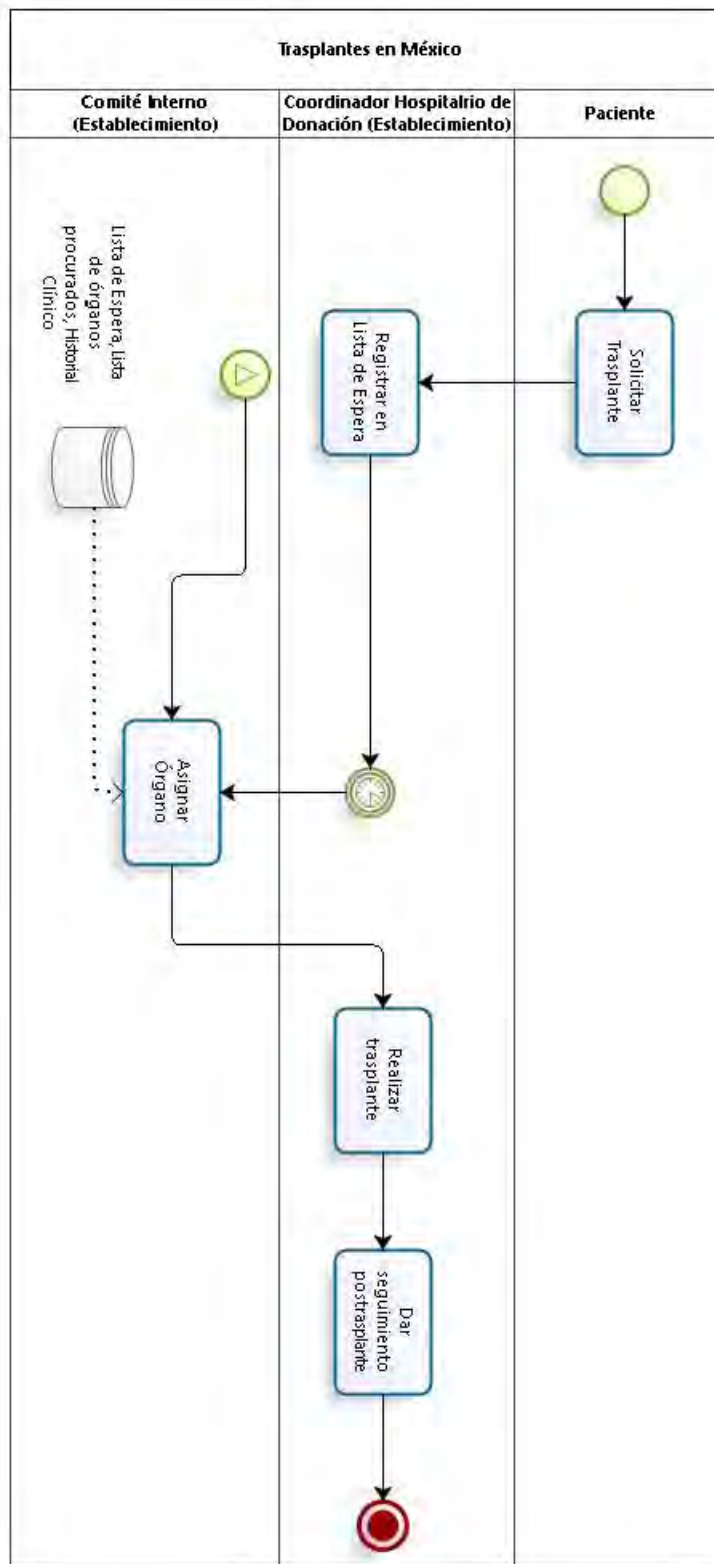 Trasplantes en México
Comité Interno
(Establecimiento)
Coordinador Hospitalrio de
Donación (Establecimiento)
Paciente
Solicitar
Trasplante
Registrar en
Lista de Espera
Lista de Espera, lista
de órganos
procurados, Historial
Clínico
Asignar
Órgano
Realizar
trasplante
Dar
seguimiento
postrasplante